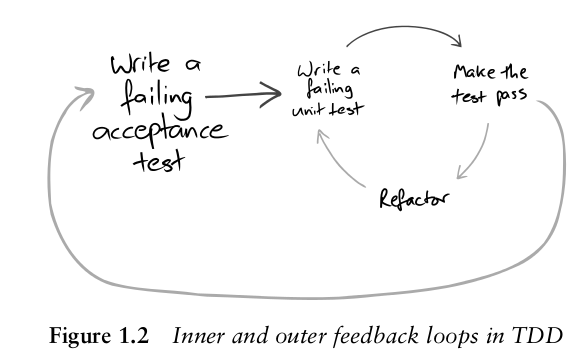 Write a
failing
acceptance
test
Write a
failing
unit test
Make the
test pass
Refactor
Figure 1.2 Inner and outer feedback loops in TDD